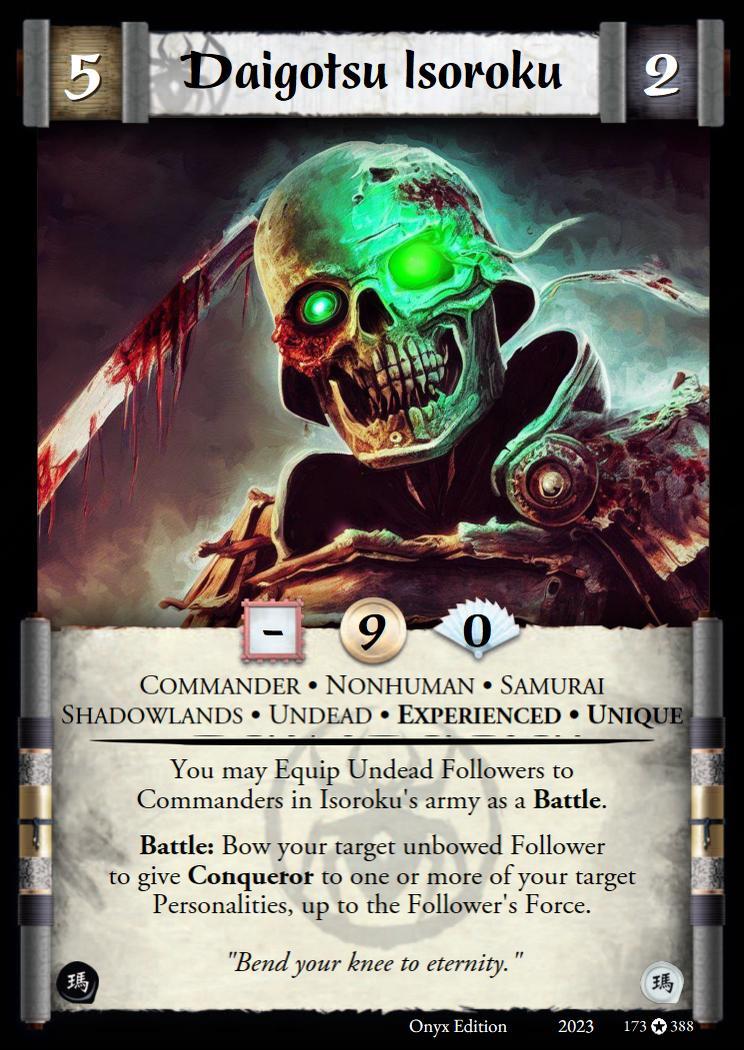 5 Daigotsu Isoroku 2
- 9 0
COMMANDER • NONHUMAN • SAMURAI
SHADOWLANDS • UNDEAD • EXPERIENCED • UNIQUE
You may Equip Undead Followers to
Commanders in Isoroku's army as a Battle.
Battle: Bow your target unbowed Follower
to give Conqueror to one or more of your target
Personalities, up to the Follower's Force.
"Bend your knee to eternity."
瑪 瑪
Onyx Edition 2023 173 ✪ 388